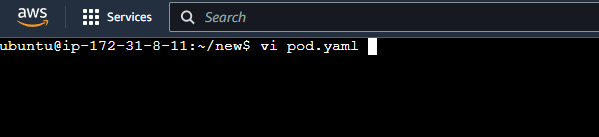 aws
Services
Search
ubuntu@ip-172-31-8-11:~/new$ vi pod.yaml